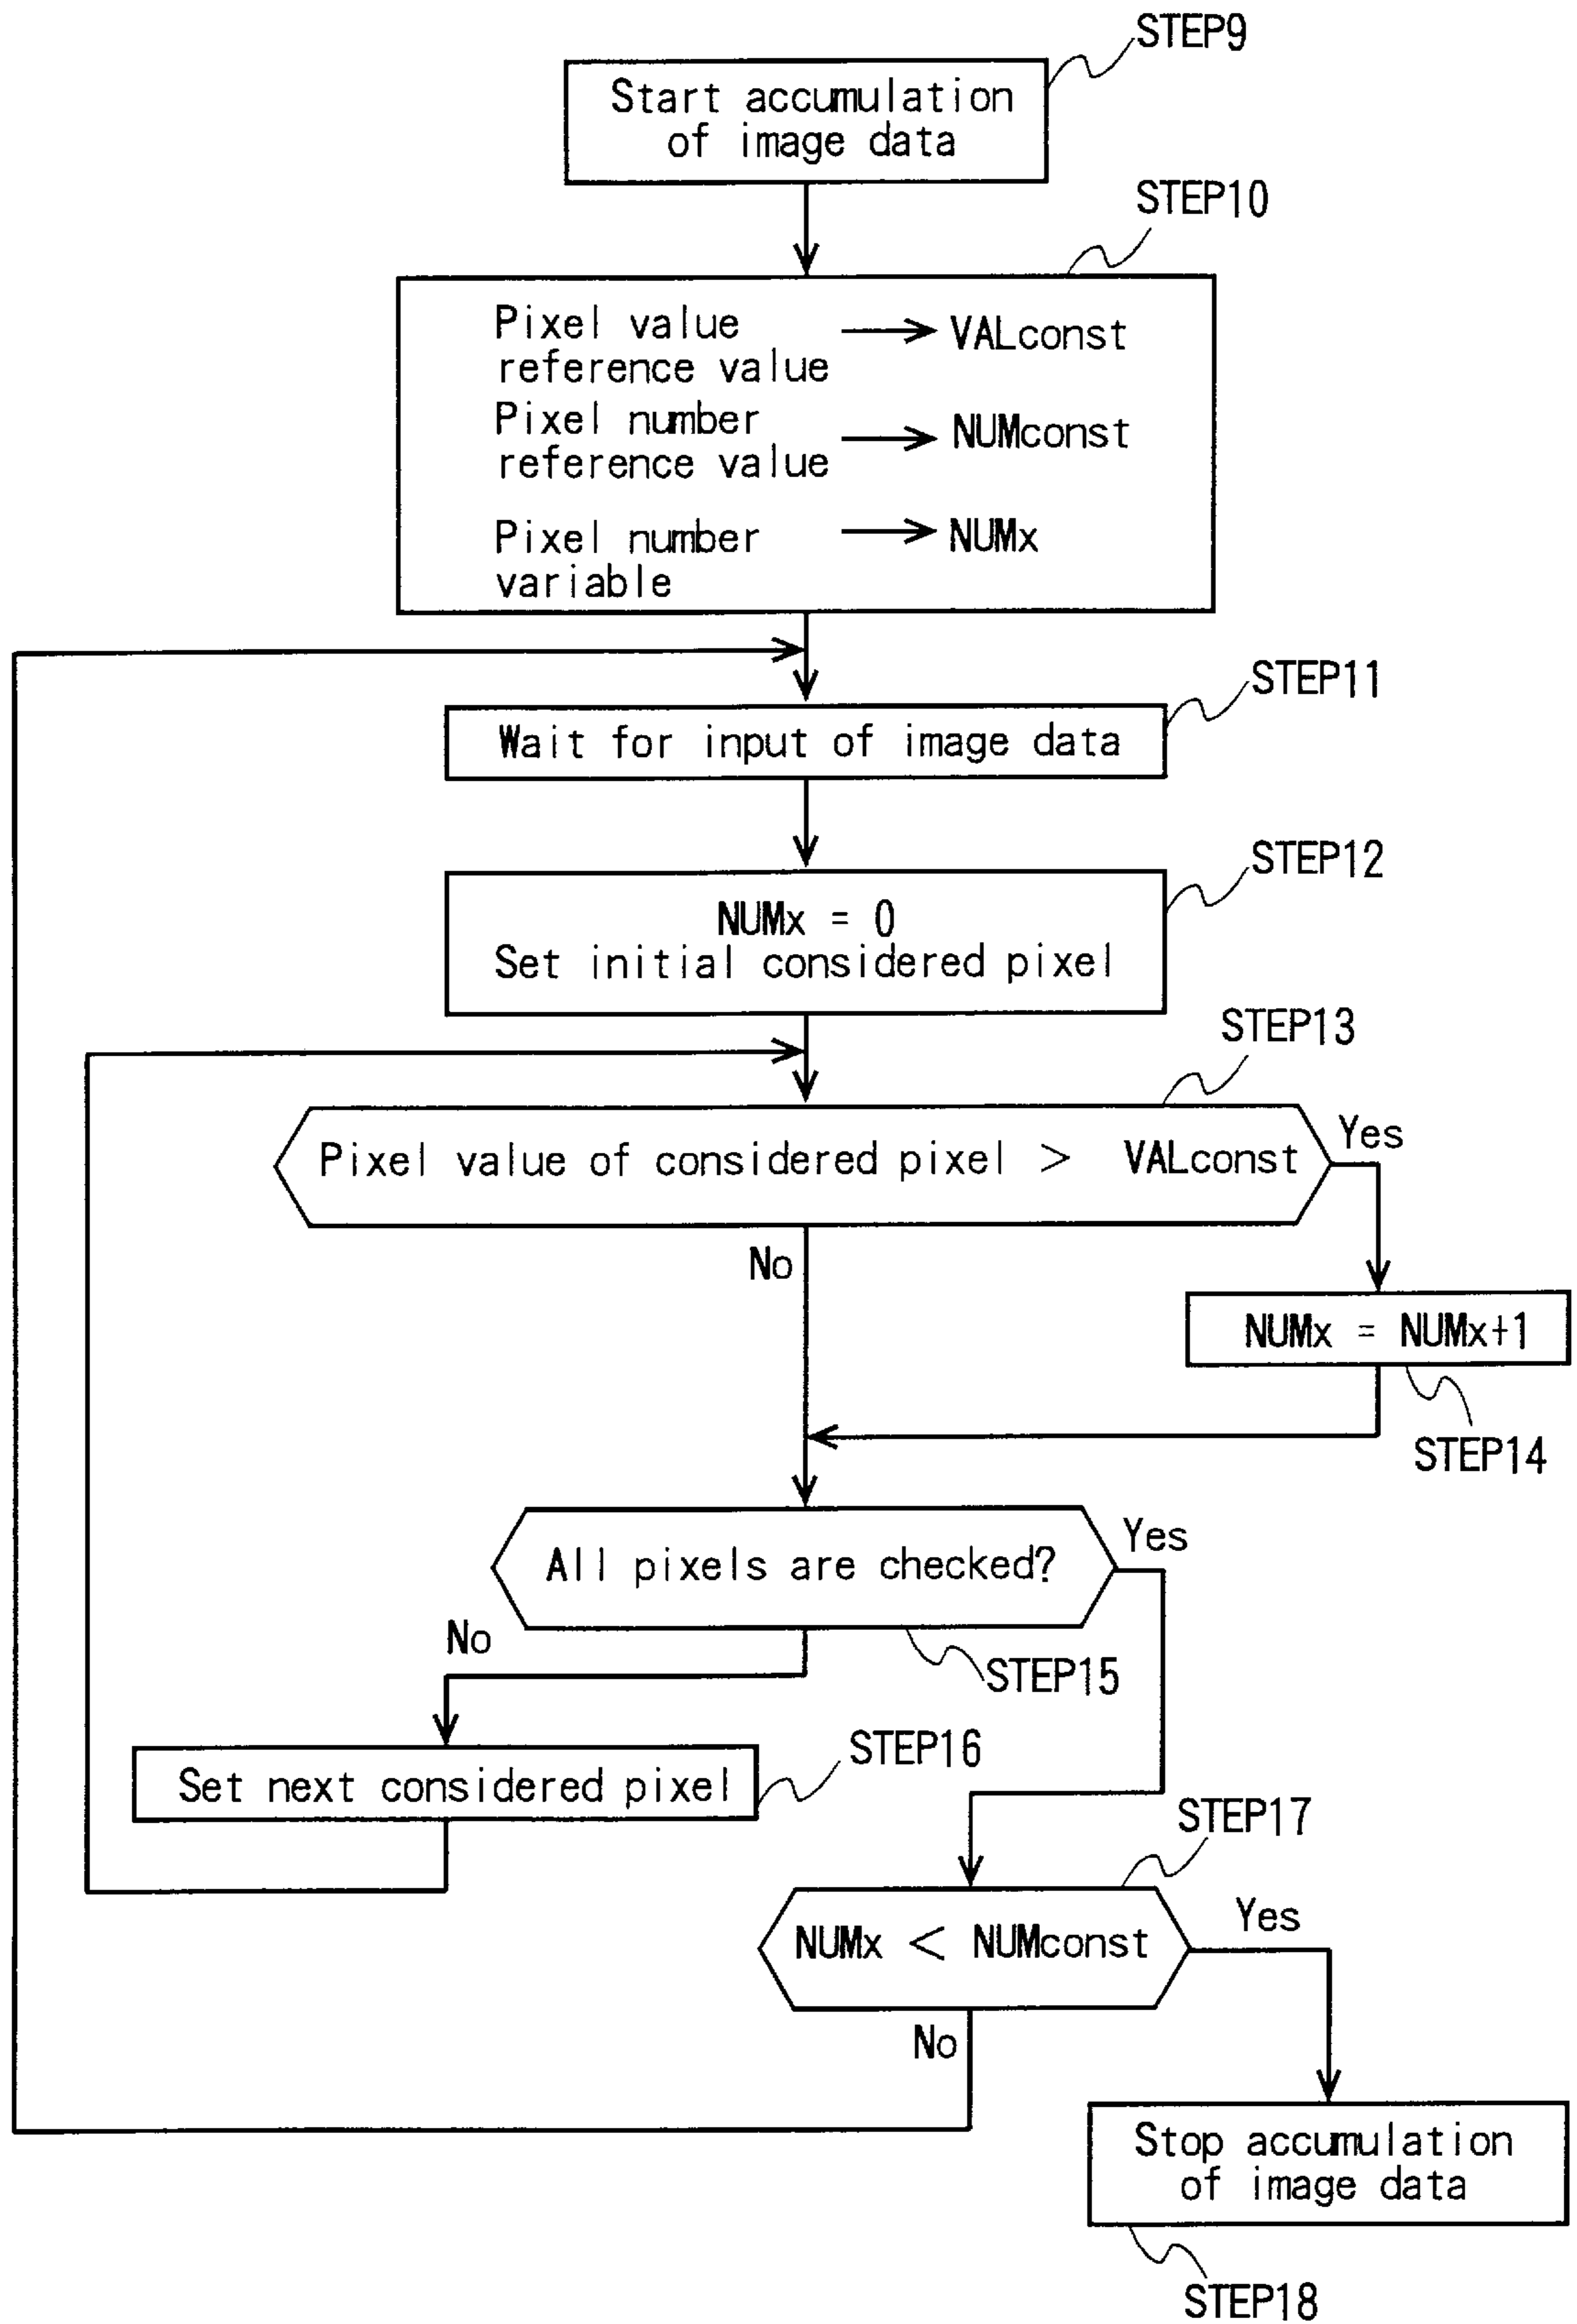 STEP9
Start accumulation
of image data
STEP10
Pixel value
reference value
VALconst
Pixel number
reference value
NUMconst
Pixel number
variable
NUMx
STEP11
Wait for input of image data
STEP12
NUMx = 0
Set initial considered pixel
STEP13
Pixel value of considered pixel > VALconst
Yes
No
NUMx = NUMx+1
STEP14
All pixels are checked?
Yes
No
STEP15
STEP16
Set next considered pixel
STEP17
NUMx < NUMconst
Yes
No
Stop accumulation
of image data
STEP18